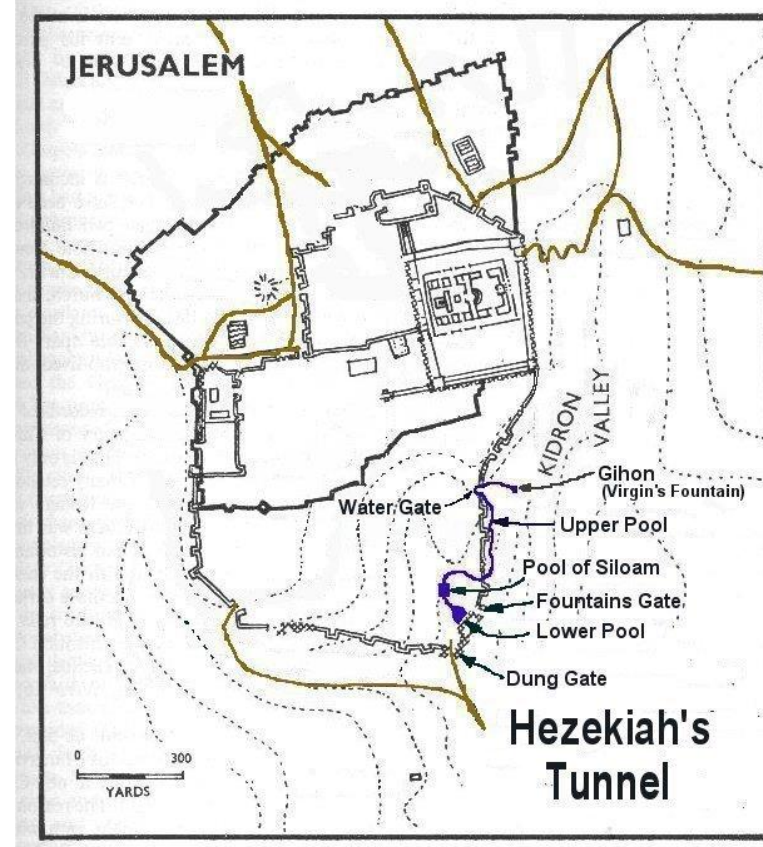 JERUSALEM
KIDRON
VALLEY
Gihon
(Virgin's Fountain)
Water Gate
Upper Pool
Pool of Siloam
Fountains Gate
Lower Pool
Dung Gate
Hezekiah's
Tunnel
0 300
YARDS